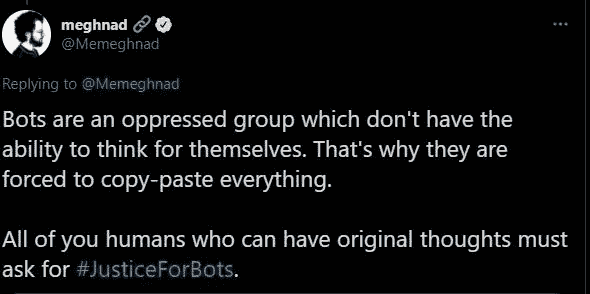 meghnad
@Memeghnad
Replying to @Memeghnad
Bots are an oppressed group which don't have the
ability to think for themselves. That's why they are
forced to copy-paste everything.
All of you humans who can have original thoughts must
ask for #JusticeForBots.